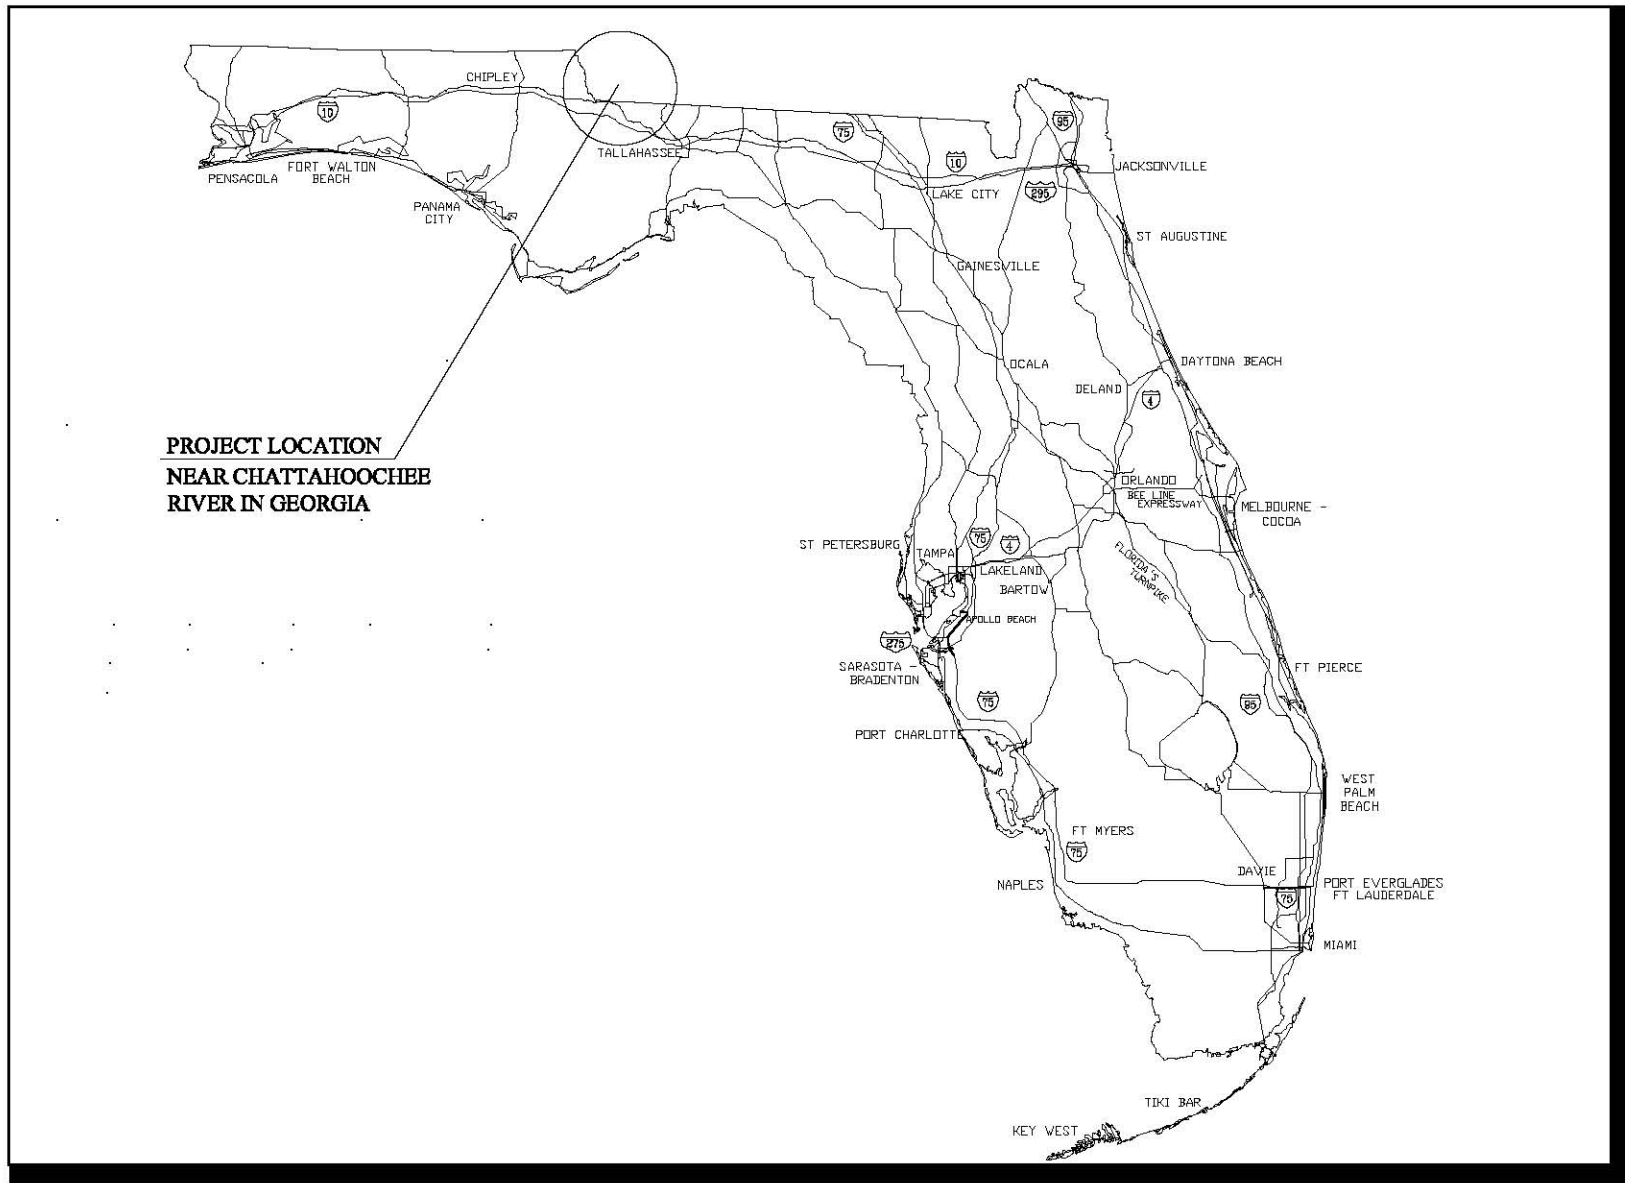 CHIPLEY
10
75
95
TALLAHASSEE
10
JACKSONVILLE
FORT WALTON
BEACH
PENSACOLA
295
LAKE CITY
PANAMA
CITY
ST AUGUSTINE
GAINESVILLE
OCALA
DAYTONA BEACH
DELAND
4
PROJECT LOCATION
NEAR CHATTAHOOCHEE
RIVER IN GEORGIA
ORLANDO
BEE LINE
EXPRESSWAY
MELBOURNE -
COCOA
ST PETERSBURG
TAMPA
75
4
FLORIDA'S
TURNPIKE
LAKELAND
BARTOW
APOLLO BEACH
275
SARASOTA -
BRADENTON
FT PIERCE
75
95
PORT CHARLOTTE
WEST
PALM
BEACH
FT MYERS
75
DAVIE
NAPLES
PORT EVERGLADES
FT LAUDERDALE
75
MIAMI
TIKI BAR
KEY WEST